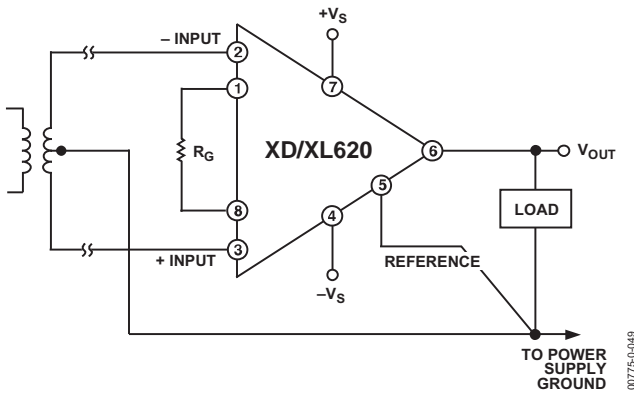 +VS
– INPUT
2
1
7
RG
XD/XL620
6
VOUT
5
LOAD
8
4
3
+ INPUT
REFERENCE
–VS
TO POWER
SUPPLY
GROUND
00775-0-049